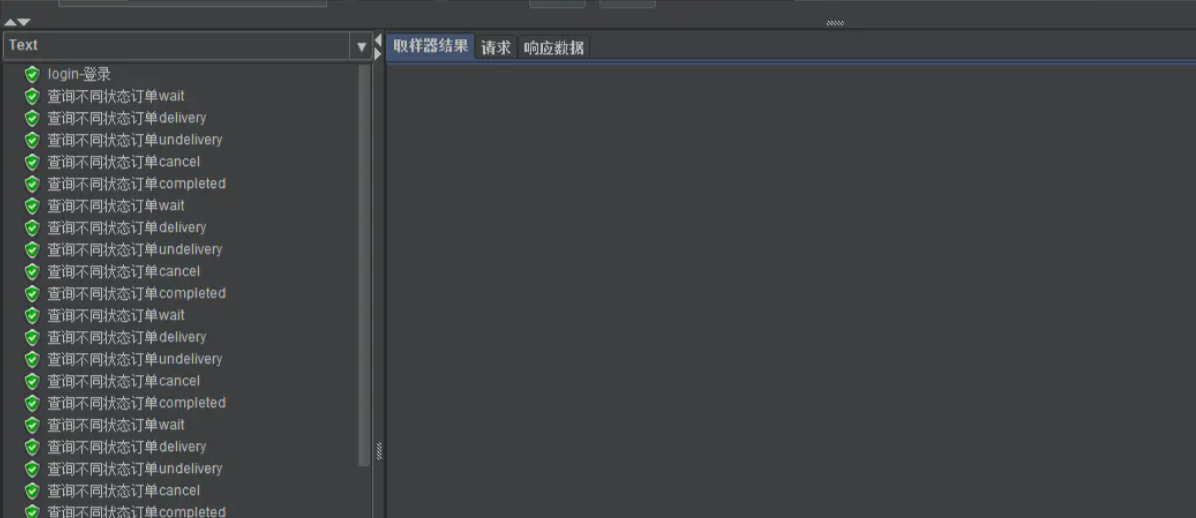 Text
取样器结果 请求 响应数据
login-登录
查询不同状态订单wait
查询不同状态订单delivery
查询不同状态订单undelivery
查询不同状态订单cancel
查询不同状态订单completed
查询不同状态订单wait
查询不同状态订单delivery
查询不同状态订单undelivery
查询不同状态订单cancel
查询不同状态订单completed
查询不同状态订单wait
查询不同状态订单delivery
查询不同状态订单undelivery
查询不同状态订单cancel
查询不同状态订单completed
查询不同状态订单wait
查询不同状态订单delivery
查询不同状态订单undelivery
查询不同状态订单cancel
查询不同状态订单completed